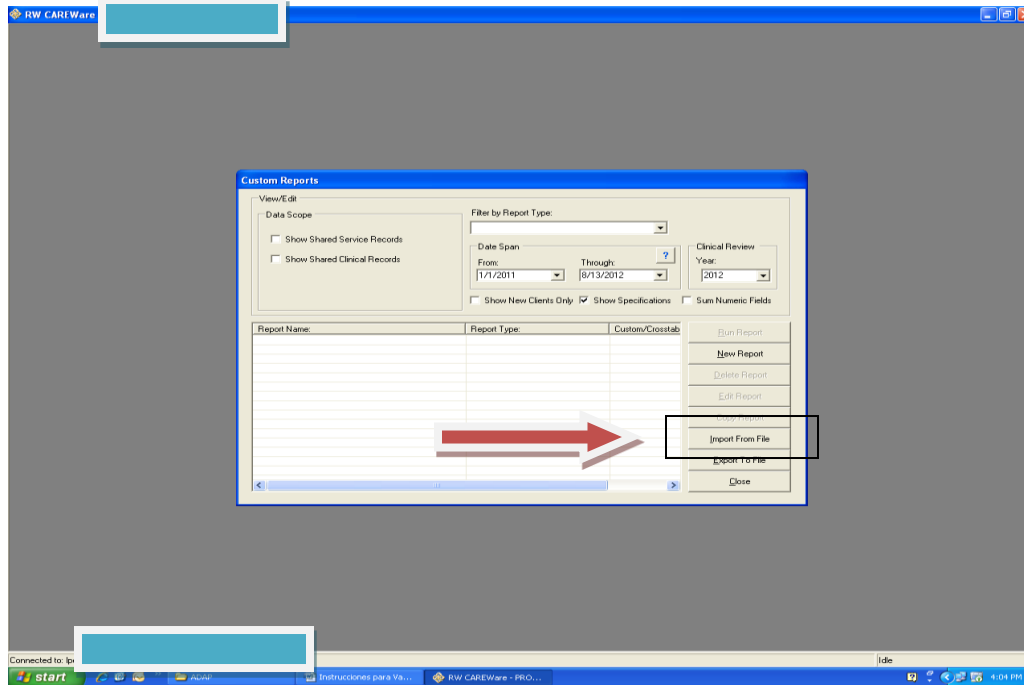 RW CAREWare
Custom Reports
View/Edit
Data Scope
Show Shared Service Records
Show Shared Clinical Records
Filter by Report Type:
Date Span
?
From:
Through:
1/1/2011
8/13/2012
Clinical Review
Year:
2012
Show New Clients Only
Show Specifications
Sum Numeric Fields
Report Name:
Report Type:
Custom/Crosstab
Run Report
New Report
Delete Report
Edit Report
Copy Report
Import From File
Export To File
Close
Connected to:
Idle
start
ADAP
Instrucciones para Va...
RW CAREWare - PRO...
4:04 PM